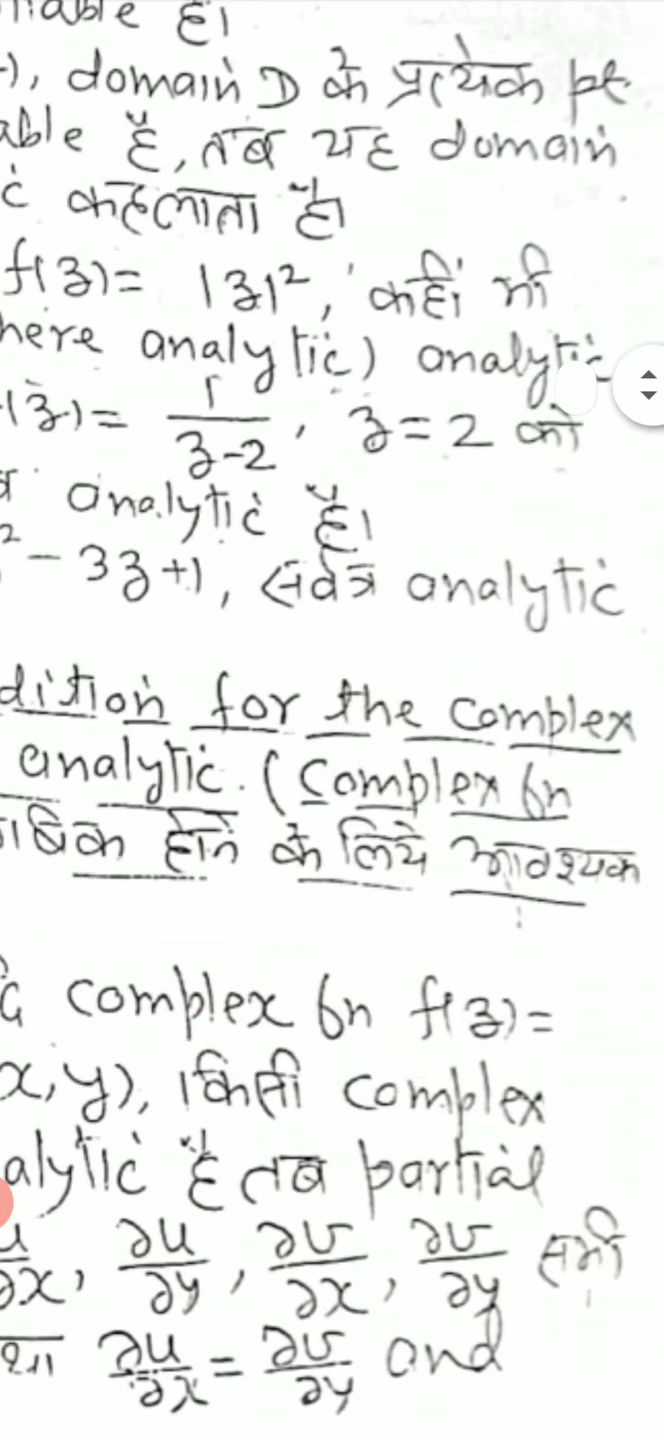 able है।
), domain D के प्रत्येक pt.
able है, तब यह domain
c कहलाता है।
f(z) = |z|², कहीं भी
here analytic) analytic
(z) = 1/(z-2), z = 2 को
analytic है।
² - 3z + 1, सर्वत्र analytic
dition for the complex
analytic. (Complex fn
होने के लिये आवश्यक
complex fn f(z) =
x, y), किसी complex
alytic है तब partial
∂u/∂x, ∂u/∂y, ∂v/∂x, ∂v/∂y सभी
∂u/∂x = ∂v/∂y and